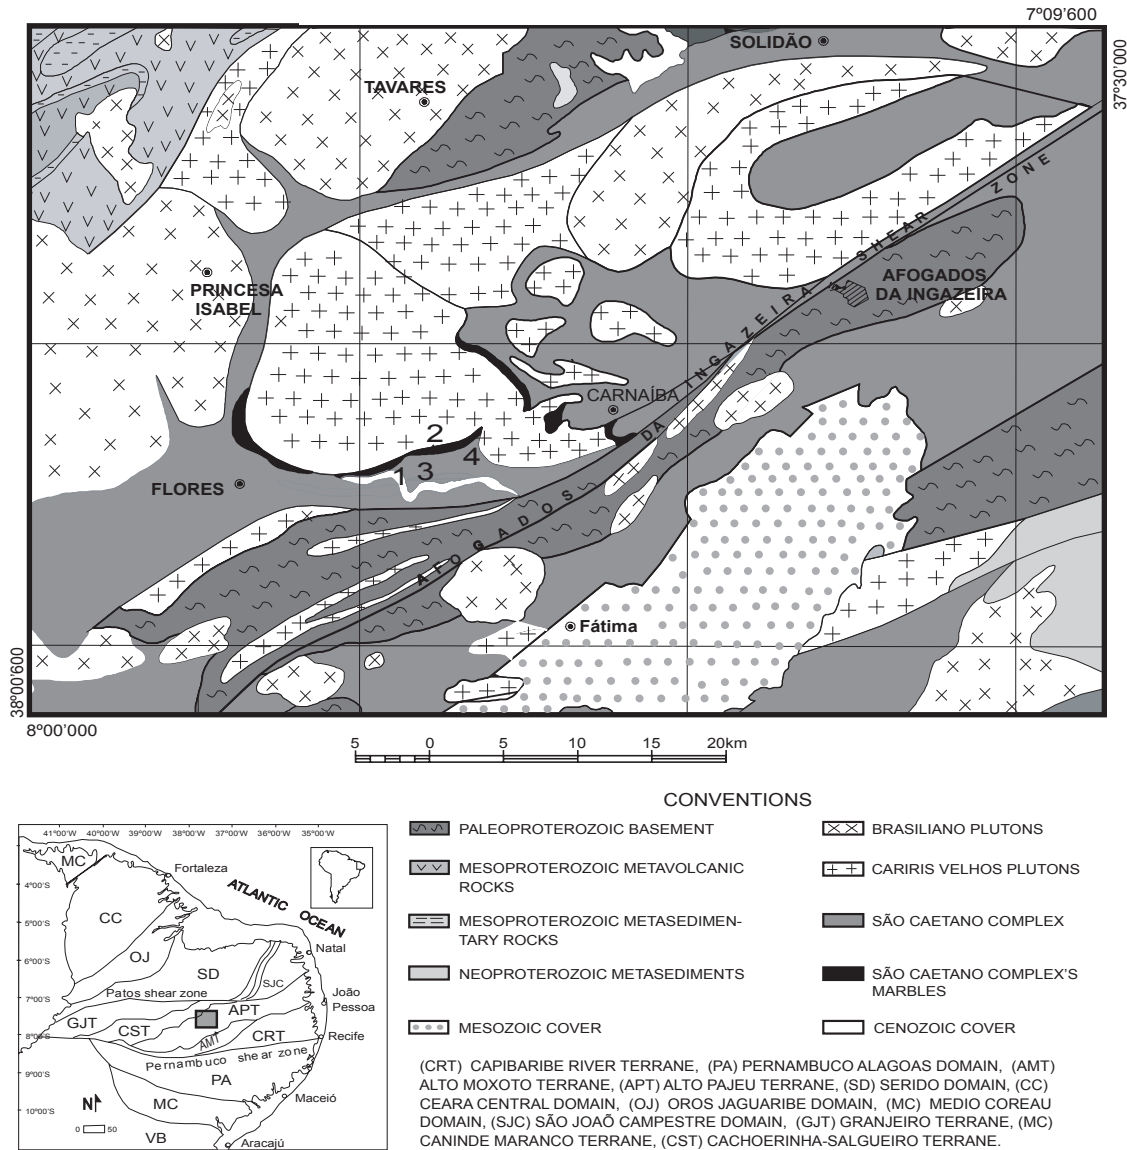 7º09’600
SOLIDÃO
37º30’000
TAVARES
AFOGADOS DA INGAZEIRA SHEAR ZONE
AFOGADOS
DA INGAZEIRA
PRINCESA
ISABEL
CARNAÍBA
2
4
1 3
FLORES
Fátima
38º00’600
8º00’000
5 0 5 10 15 20km
CONVENTIONS
PALEOPROTEROZOIC BASEMENT
MESOPROTEROZOIC METAVOLCANIC
ROCKS
MESOPROTEROZOIC METASEDIMEN-
TARY ROCKS
NEOPROTEROZOIC METASEDIMENTS
MESOZOIC COVER
BRASILIANO PLUTONS
CARIRIS VELHOS PLUTONS
SÃO CAETANO COMPLEX
SÃO CAETANO COMPLEX’S
MARBLES
CENOZOIC COVER
41º00'W 40º00'W 39º00'W 38º00'W 37º00'W 36º00'W 35º00'W
MC
Fortaleza
4º00'S
ATLANTIC OCEAN
CC
5º00'S
Natal
OJ
6º00'S
SD
SJC
Patos shear zone
João
Pessoa
7º00'S
APT
GJT
CST
AMT
CRT
Recife
8º00'S
Pernambuco shear zone
9º00'S
PA
Maceió
N
MC
10º00'S
0 50
VB
Aracajú
(CRT) CAPIBARIBE RIVER TERRANE, (PA) PERNAMBUCO ALAGOAS DOMAIN, (AMT)
ALTO MOXOTO TERRANE, (APT) ALTO PAJEU TERRANE, (SD) SERIDO DOMAIN, (CC)
CEARA CENTRAL DOMAIN, (OJ) OROS JAGUARIBE DOMAIN, (MC) MEDIO COREAU
DOMAIN, (SJC) SÃO JOAÕ CAMPESTRE DOMAIN, (GJT) GRANJEIRO TERRANE, (MC)
CANINDE MARANCO TERRANE, (CST) CACHOERINHA-SALGUEIRO TERRANE.